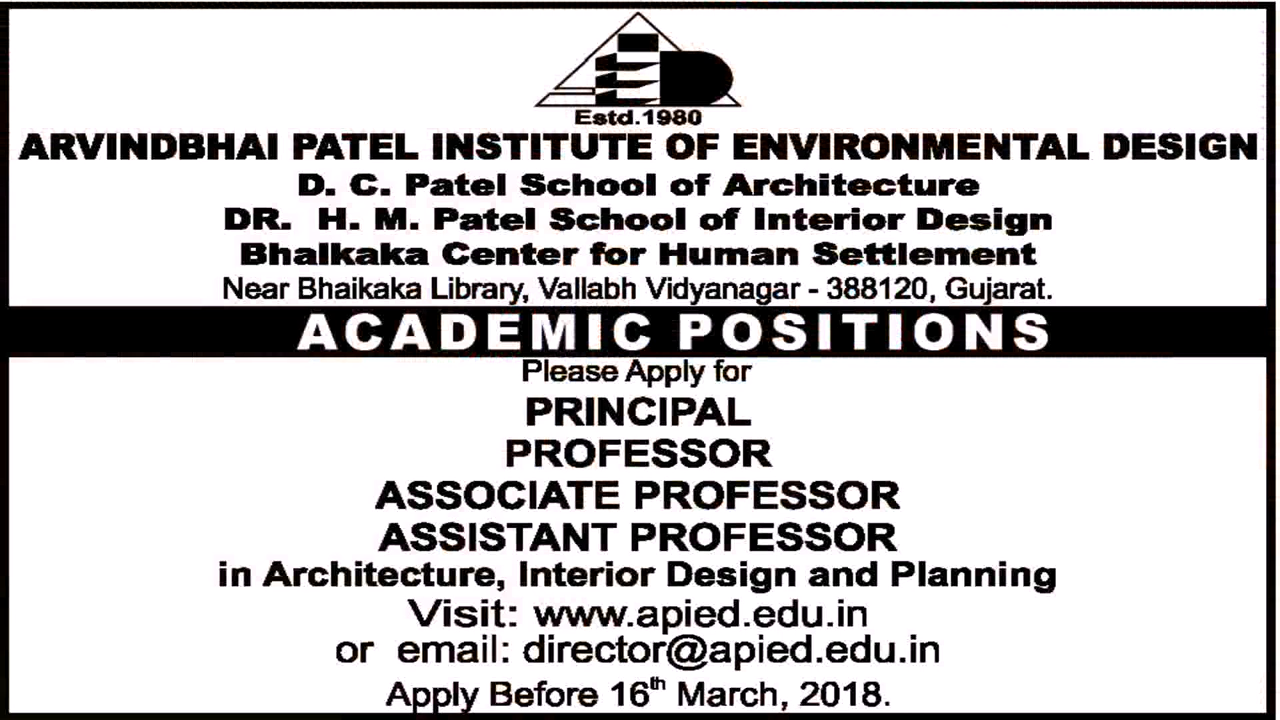 Estd.1980
ARVINDBHAI PATEL INSTITUTE OF ENVIRONMENTAL DESIGN
D. C. Patel School of Architecture
DR. H. M. Patel School of Interior Design
Bhalkaka Center for Human Settlement
Near Bhaikaka Library, Vallabh Vidyanagar - 388120, Gujarat.
ACADEMIC POSITIONS
Please Apply for
PRINCIPAL
PROFESSOR
ASSOCIATE PROFESSOR
ASSISTANT PROFESSOR
in Architecture, Interior Design and Planning
Visit: www.apied.edu.in
or email: director@apied.edu.in
Apply Before 16th March, 2018.